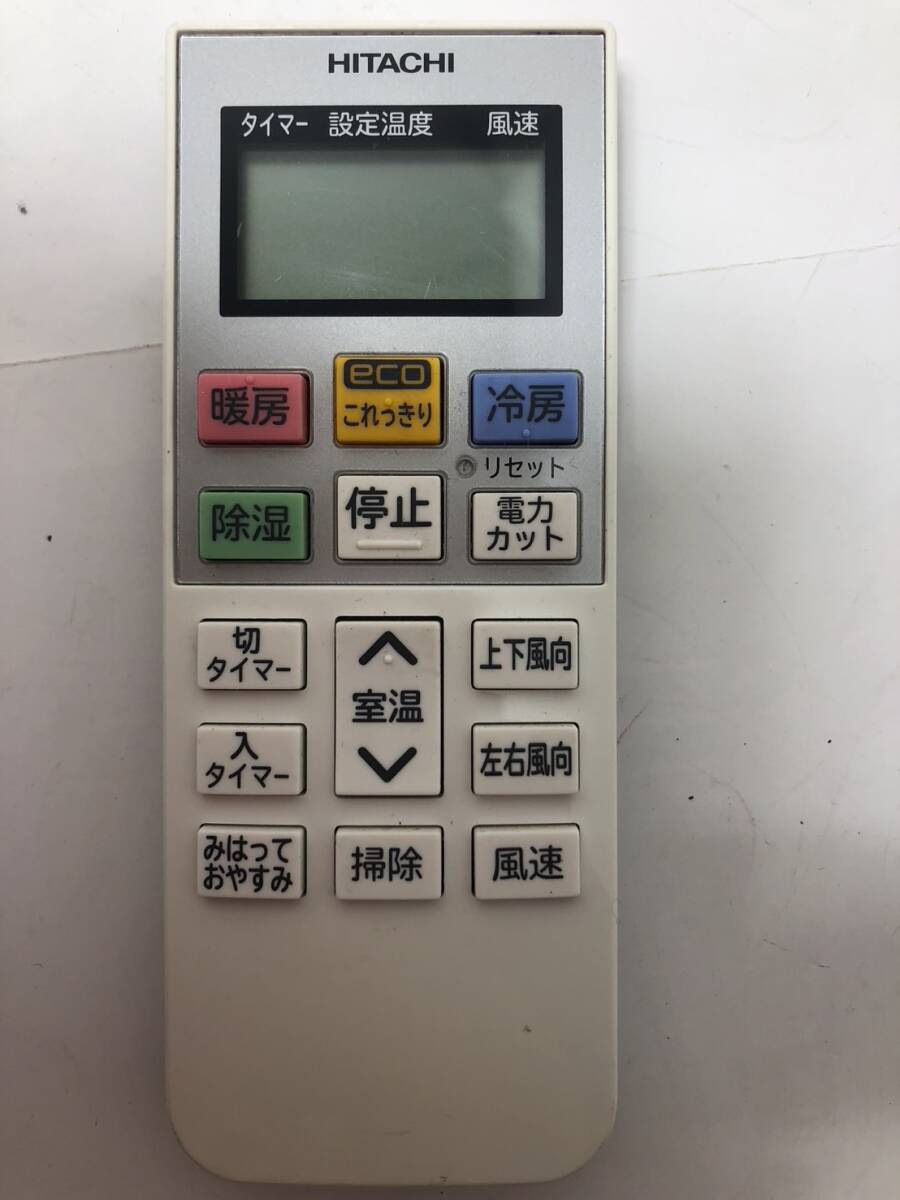 HITACHI
タイマー 設定温度 風速
暖房
eco
これっきり
冷房
リセット
除湿
停止
電力
カット
切
タイマー
室温
上下風向
入
タイマー
左右風向
みはって
おやすみ
掃除
風速